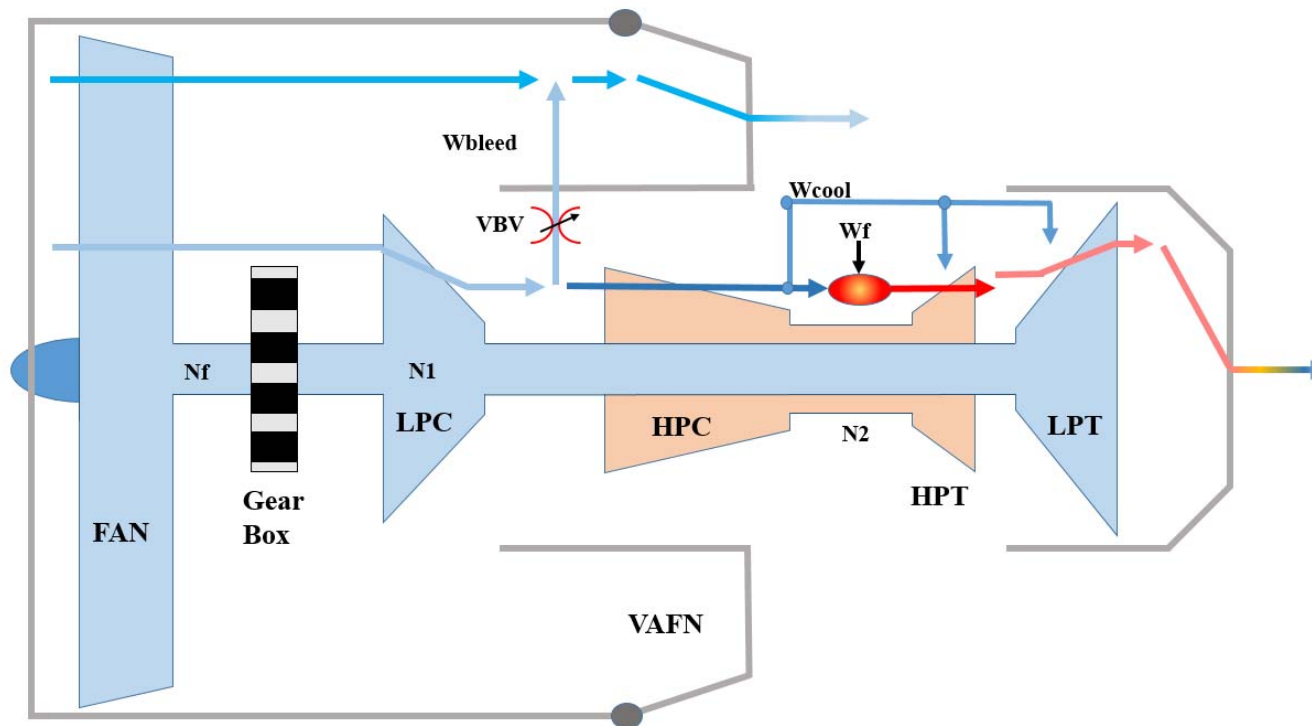 Wbleed
Wcool
VBV
Wf
Nf
N1
LPC
HPC
N2
LPT
HPT
Gear
Box
FAN
VAFN